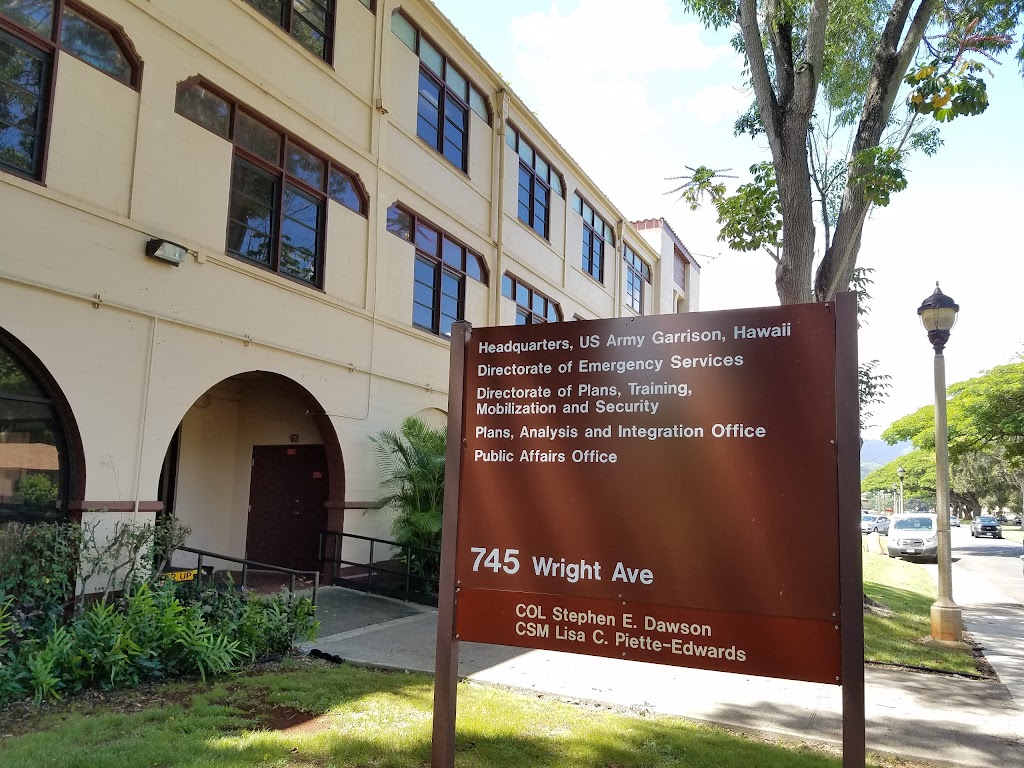 Headquarters, US Army Garrison, Hawaii
Directorate of Emergency Services
Directorate of Plans, Training,
Mobilization and Security
Plans, Analysis and Integration Office
Public Affairs Office
745 Wright Ave
COL Stephen E. Dawson
CSM Lisa C. Piette-Edwards
UP